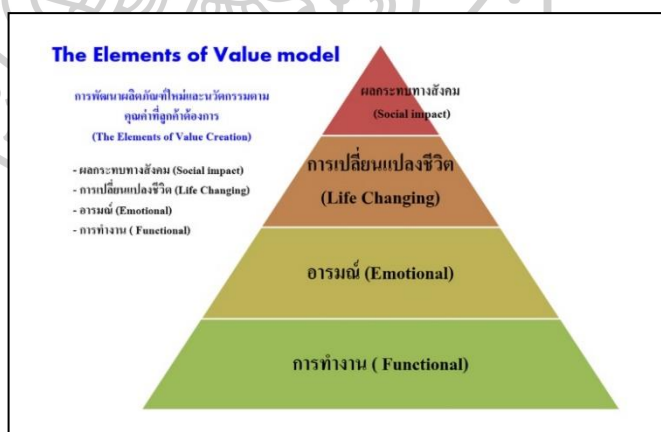 The Elements of Value model
การพัฒนาผลิตภัณฑ์ใหม่และนวัตกรรมตาม
คุณค่าที่ลูกค้าต้องการ
(The Elements of Value Creation)
- ผลกระทบทางสังคม (Social impact)
- การเปลี่ยนแปลงชีวิต (Life Changing)
- อารมณ์ (Emotional)
- การทำงาน ( Functional)
ผลกระทบทางสังคม
(Social impact)
การเปลี่ยนแปลงชีวิต
(Life Changing)
อารมณ์ (Emotional)
การทำงาน ( Functional)